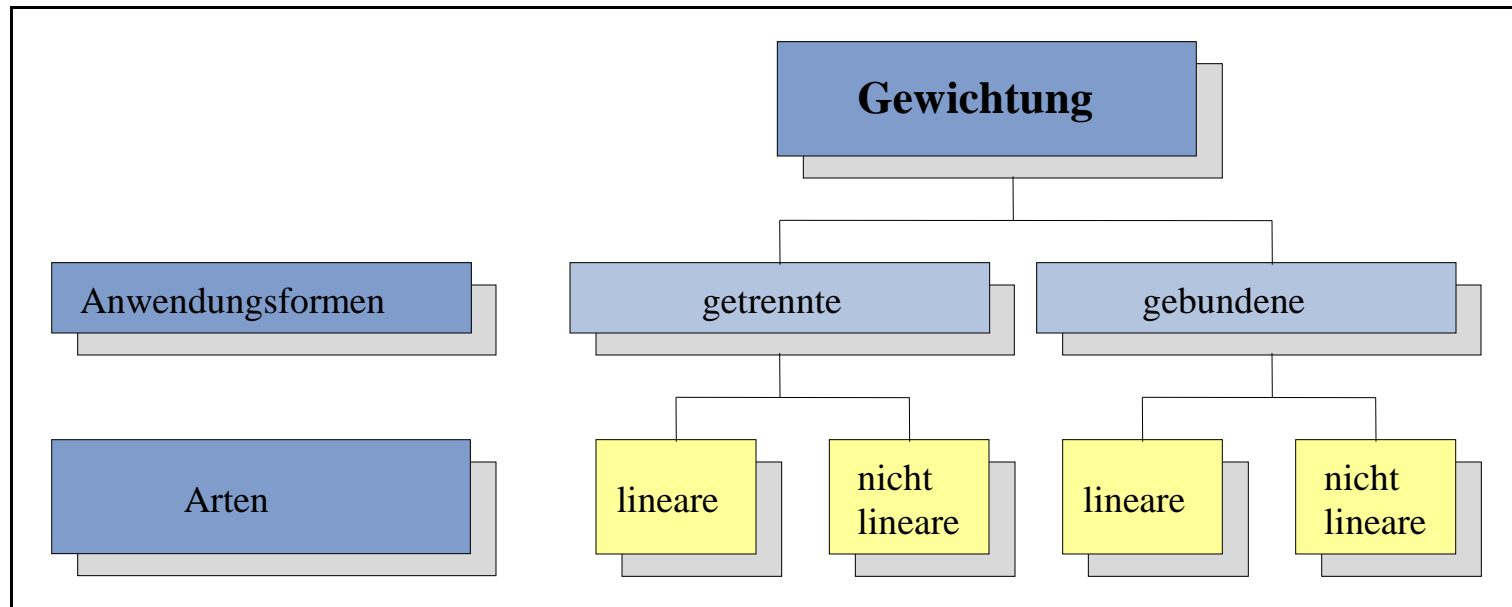 Gewichtung
Anwendungsformen
getrennte
gebundene
Arten
lineare
nicht
lineare
lineare
nicht
lineare